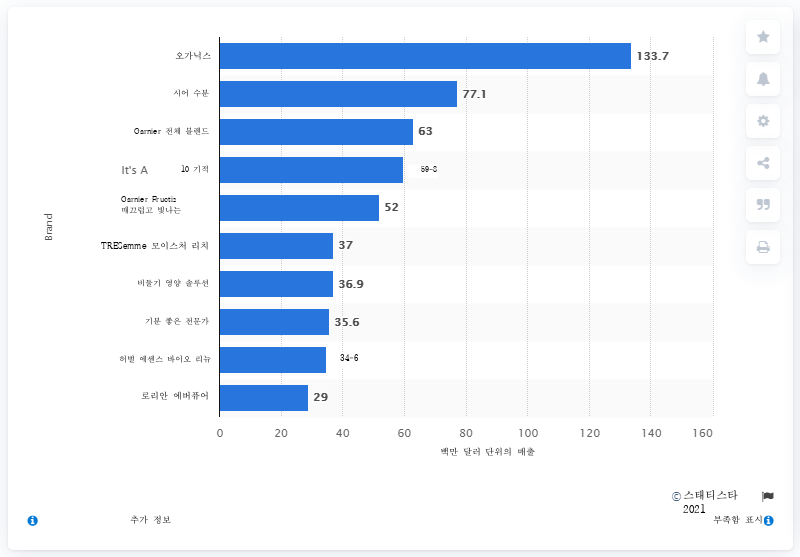 오가닉스 133.7
시어 수분 77.1
Garnier 전체 블렌드 63
It's A 10 기적 59-8
Garnier Fructis
매끄럽고 빛나는 52
TRESemme 모이스처 리치 37
비둘기 영양 솔루션 36.9
기분 좋은 전문가 35.6
허벌 에센스 바이오 리뉴 34-6
로리안 에버퓨어 29
Brand
0 20 40 60 80 100 120 140 160
백만 달러 단위의 매출
© 스태티스타
2021
추가 정보 부족함 표시